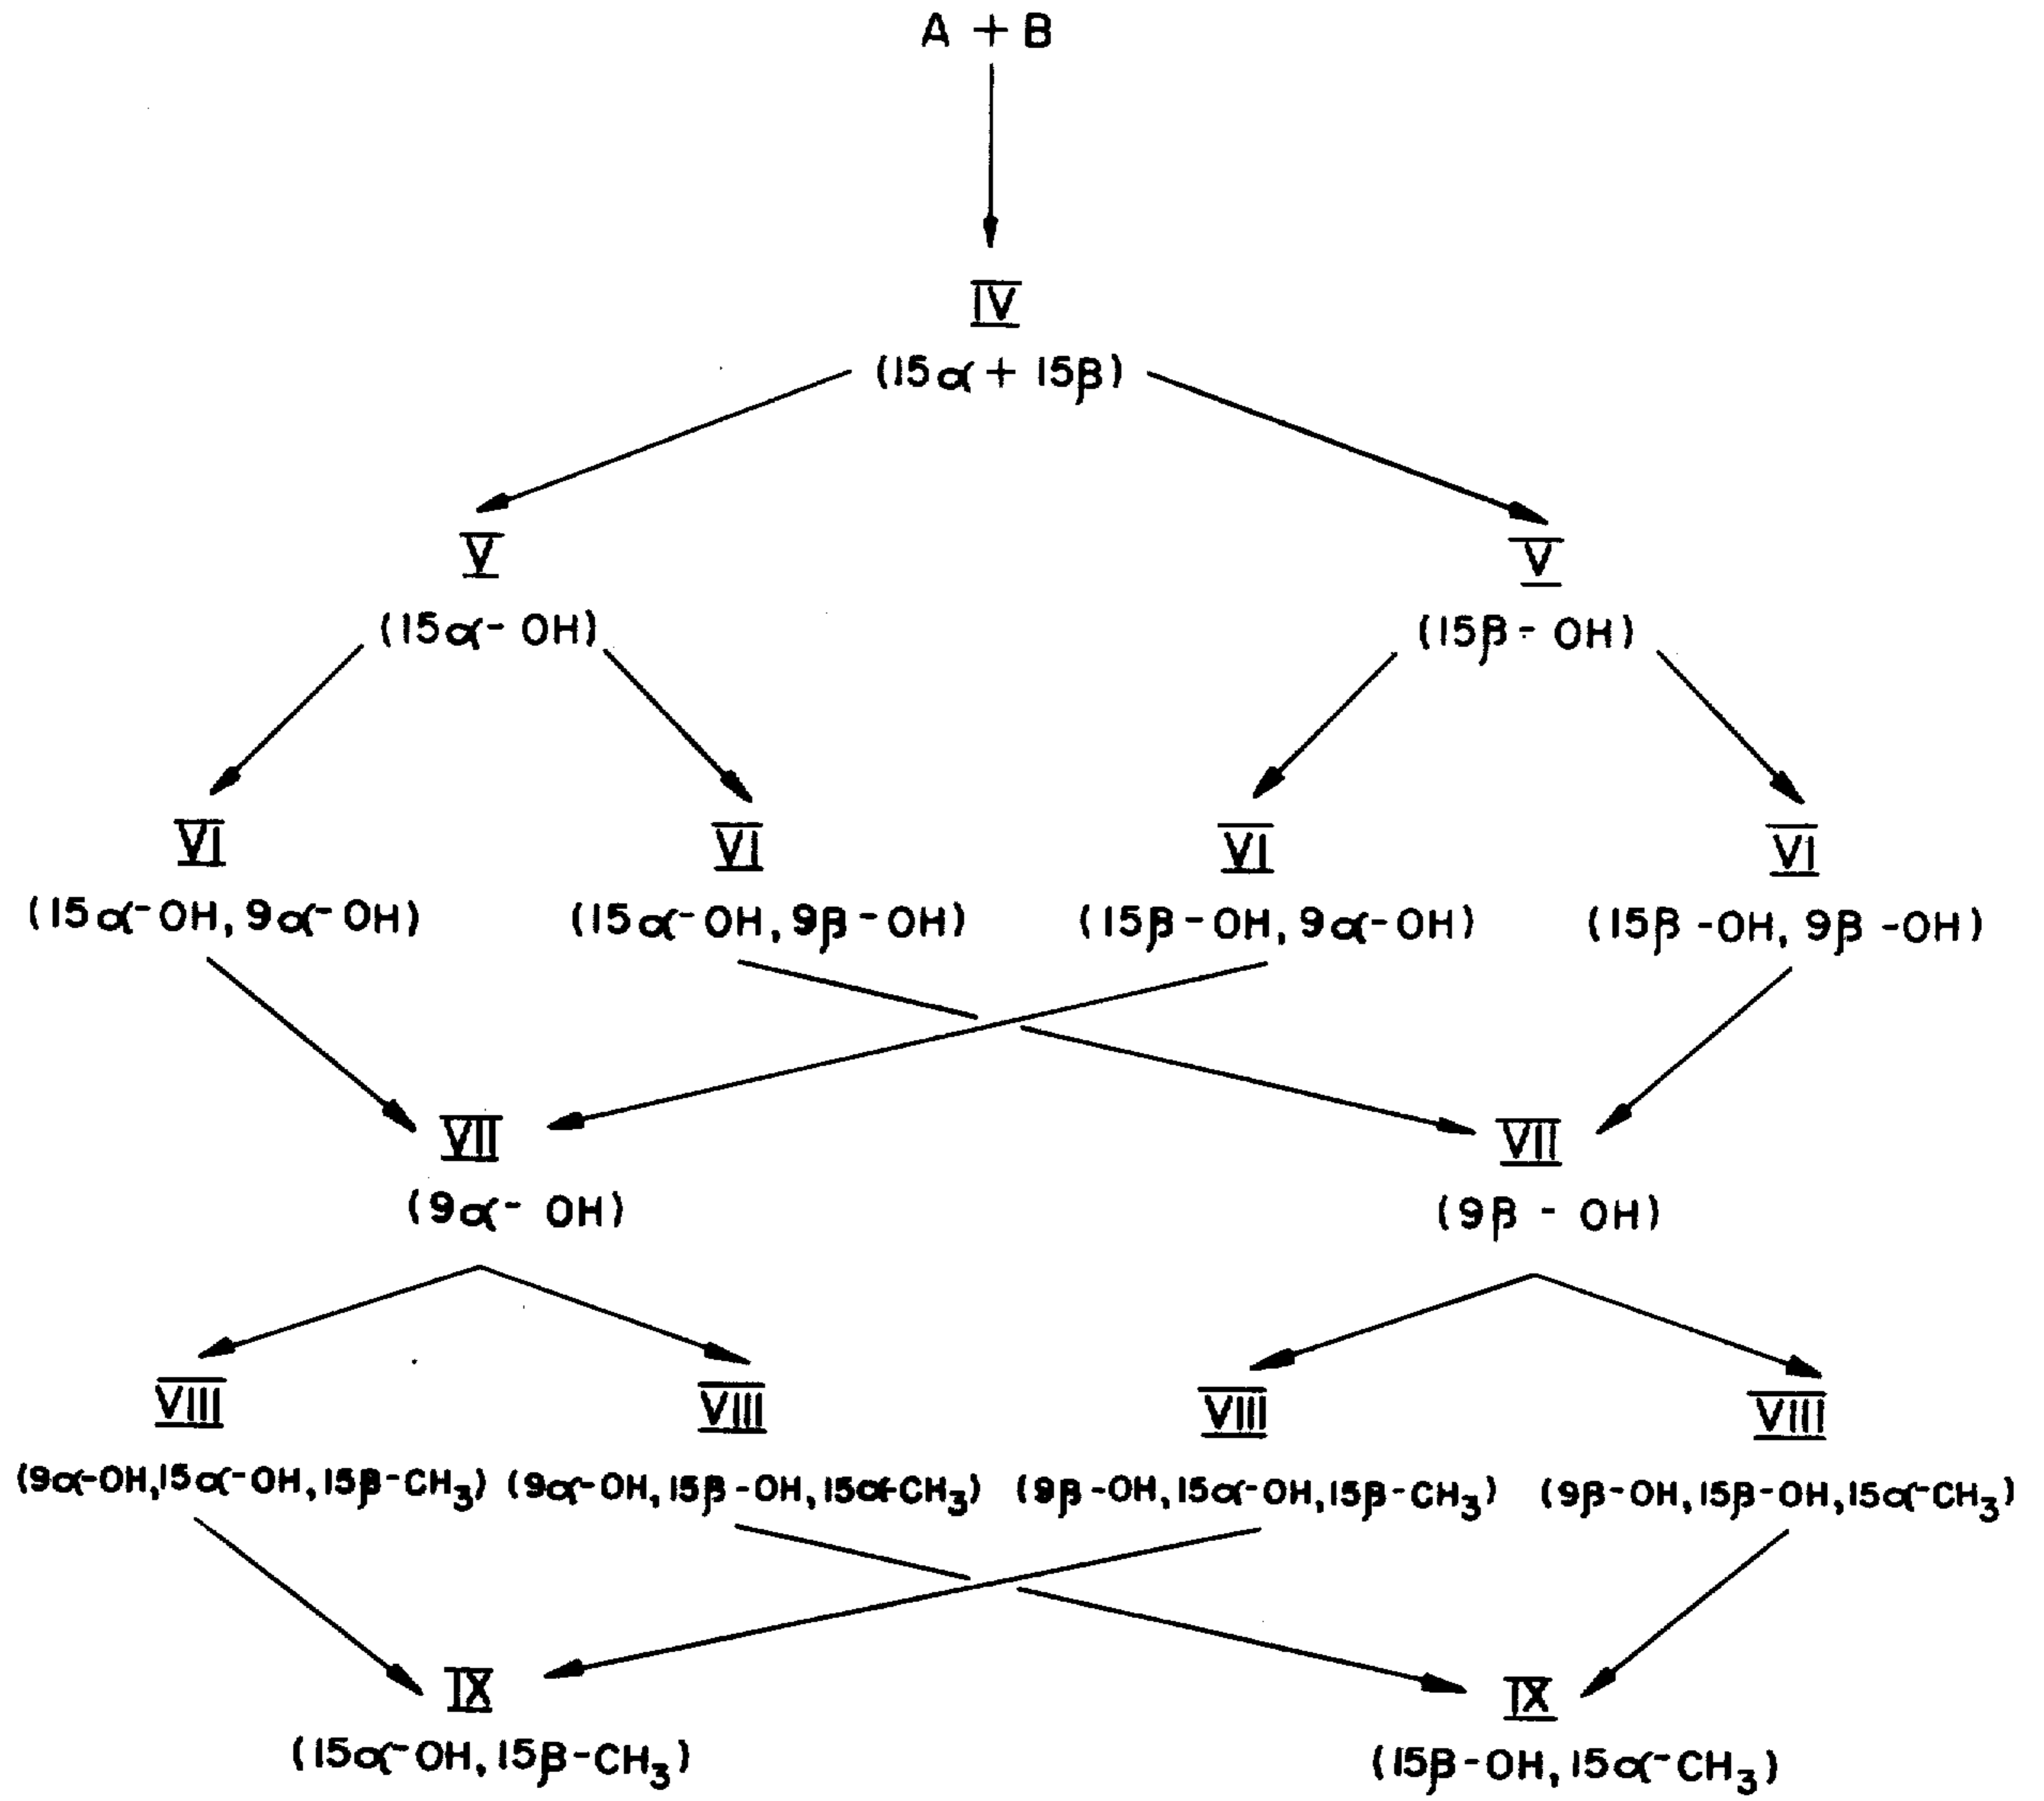 A + B
IV
(15α + 15β)
V V
(15α- OH) (15β- OH)
VI VI VI VI
(15α-OH, 9α-OH) (15α-OH, 9β-OH) (15β-OH, 9α-OH) (15β-OH, 9β-OH)
VII VII
(9α- OH) (9β - OH)
VIII VIII VIII VIII
(9α-OH,15α-OH,15β-CH3) (9α-OH,15β-OH,15α-CH3) (9β-OH,15α-OH,15β-CH3) (9β-OH,15β-OH,15α-CH3)
IX IX
(15α-OH, 15β-CH3) (15β-OH, 15α-CH3)